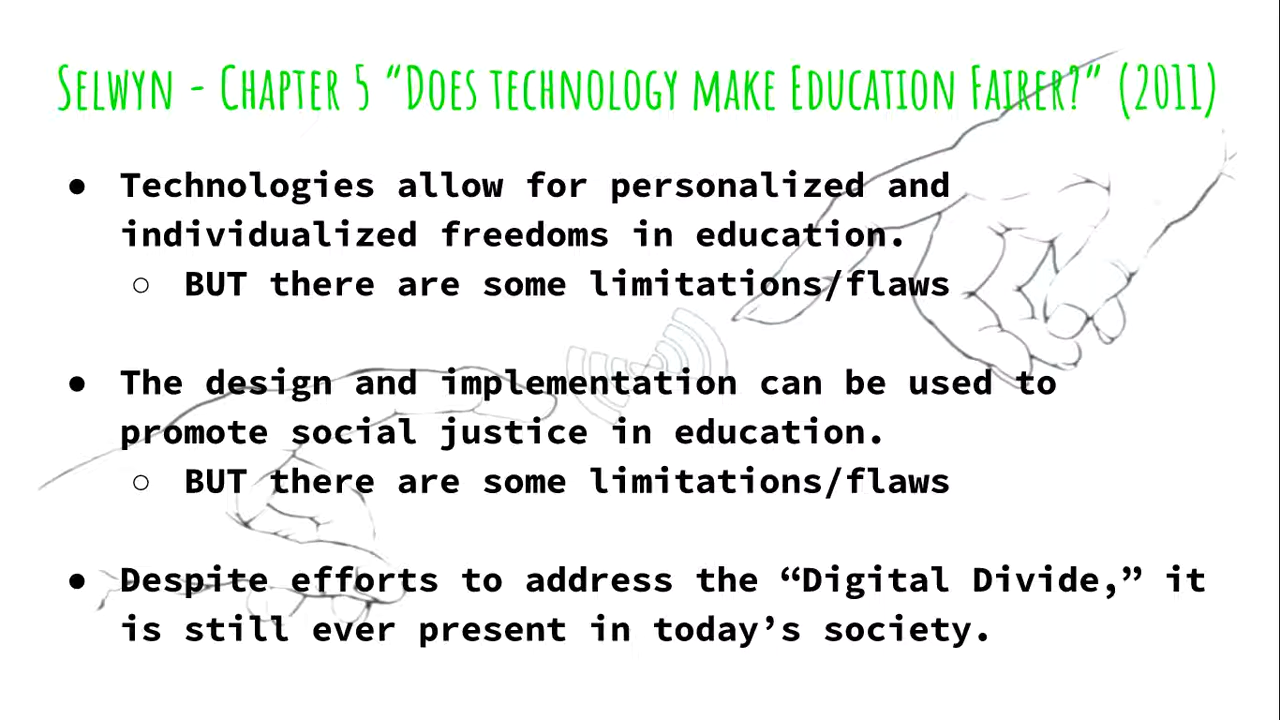 Selwyn - Chapter 5 “Does technology make Education Fairer?” (2011)
● Technologies allow for personalized and
individualized freedoms in education.
○ BUT there are some limitations/flaws
● The design and implementation can be used to
promote social justice in education.
○ BUT there are some limitations/flaws
● Despite efforts to address the “Digital Divide,” it
is still ever present in today’s society.